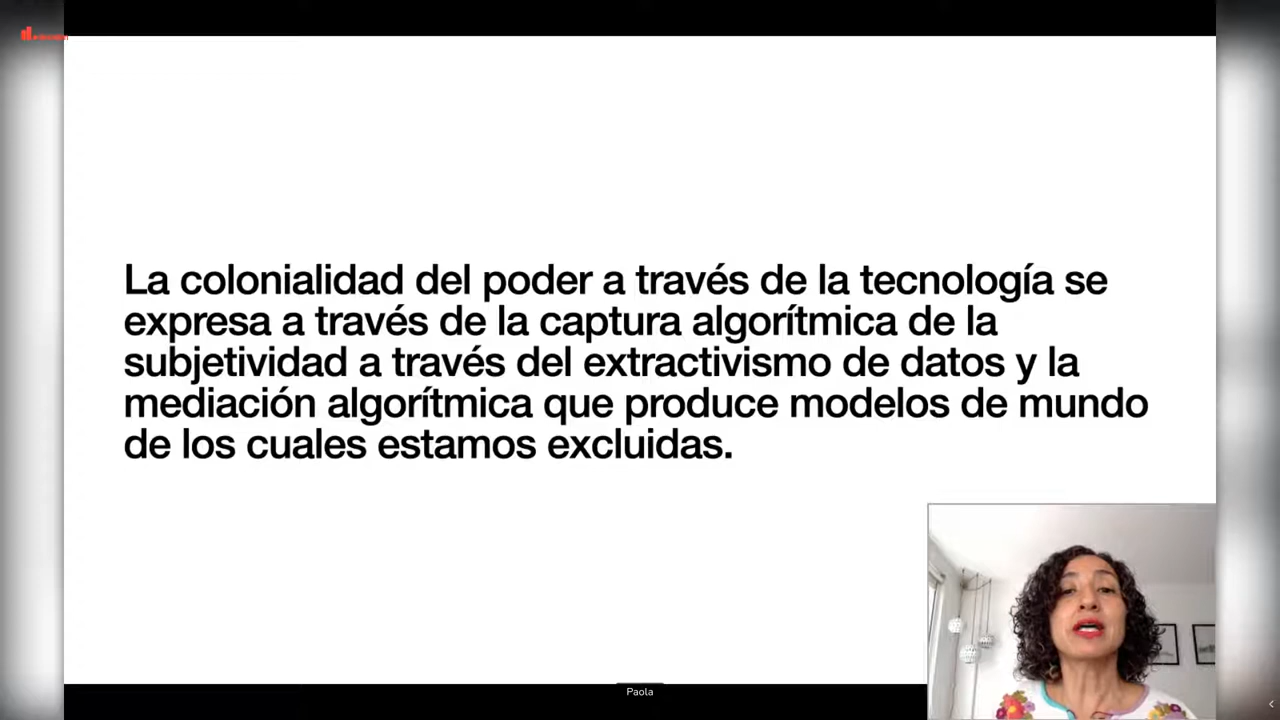 La colonialidad del poder a través de la tecnología se
expresa a través de la captura algorítmica de la
subjetividad a través del extractivismo de datos y la
mediación algorítmica que produce modelos de mundo
de los cuales estamos excluidas.
Paola